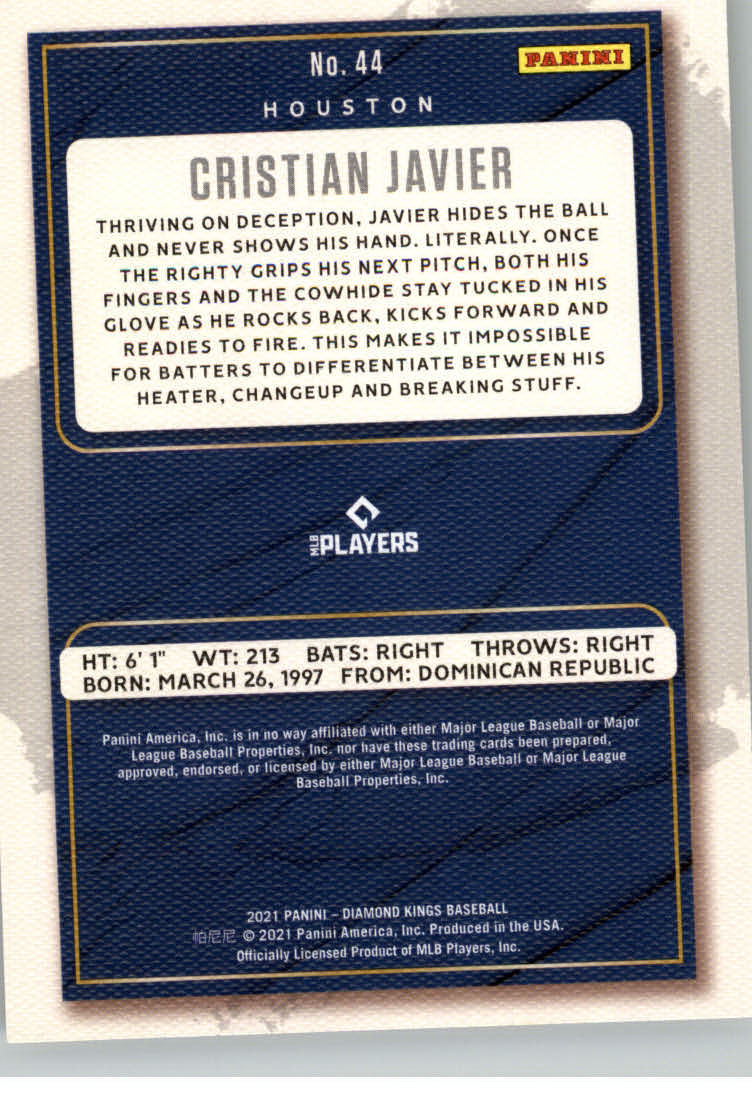 No. 44
PANINI
HOUSTON
CRISTIAN JAVIER
THRIVING ON DECEPTION, JAVIER HIDES THE BALL
AND NEVER SHOWS HIS HAND. LITERALLY. ONCE
THE RIGHTY GRIPS HIS NEXT PITCH, BOTH HIS
FINGERS AND THE COWHIDE STAY TUCKED IN HIS
GLOVE AS HE ROCKS BACK, KICKS FORWARD AND
READIES TO FIRE. THIS MAKES IT IMPOSSIBLE
FOR BATTERS TO DIFFERENTIATE BETWEEN HIS
HEATER, CHANGEUP AND BREAKING STUFF.
MLB PLAYERS
HT: 6' 1" WT: 213 BATS: RIGHT THROWS: RIGHT
BORN: MARCH 26, 1997 FROM: DOMINICAN REPUBLIC
Panini America, Inc. is in no way affiliated with either Major League Baseball or Major
League Baseball Properties, Inc. nor have these trading cards been prepared,
approved, endorsed, or licensed by either Major League Baseball or Major League
Baseball Properties, Inc.
2021 PANINI – DIAMOND KINGS BASEBALL
帕尼尼 © 2021 Panini America, Inc. Produced in the USA.
Officially Licensed Product of MLB Players, Inc.